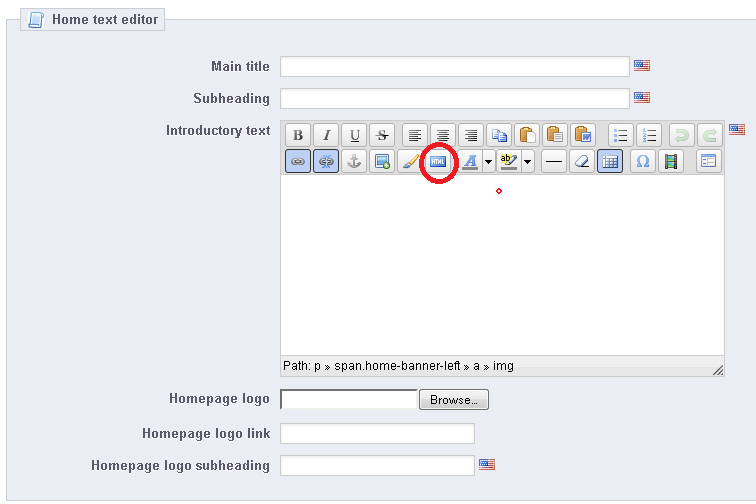 Home text editor
Main title
Subheading
Introductory text
B I U S
HTML A ab Ω
Path: p » span.home-banner-left » a » img
Homepage logo
Browse...
Homepage logo link
Homepage logo subheading